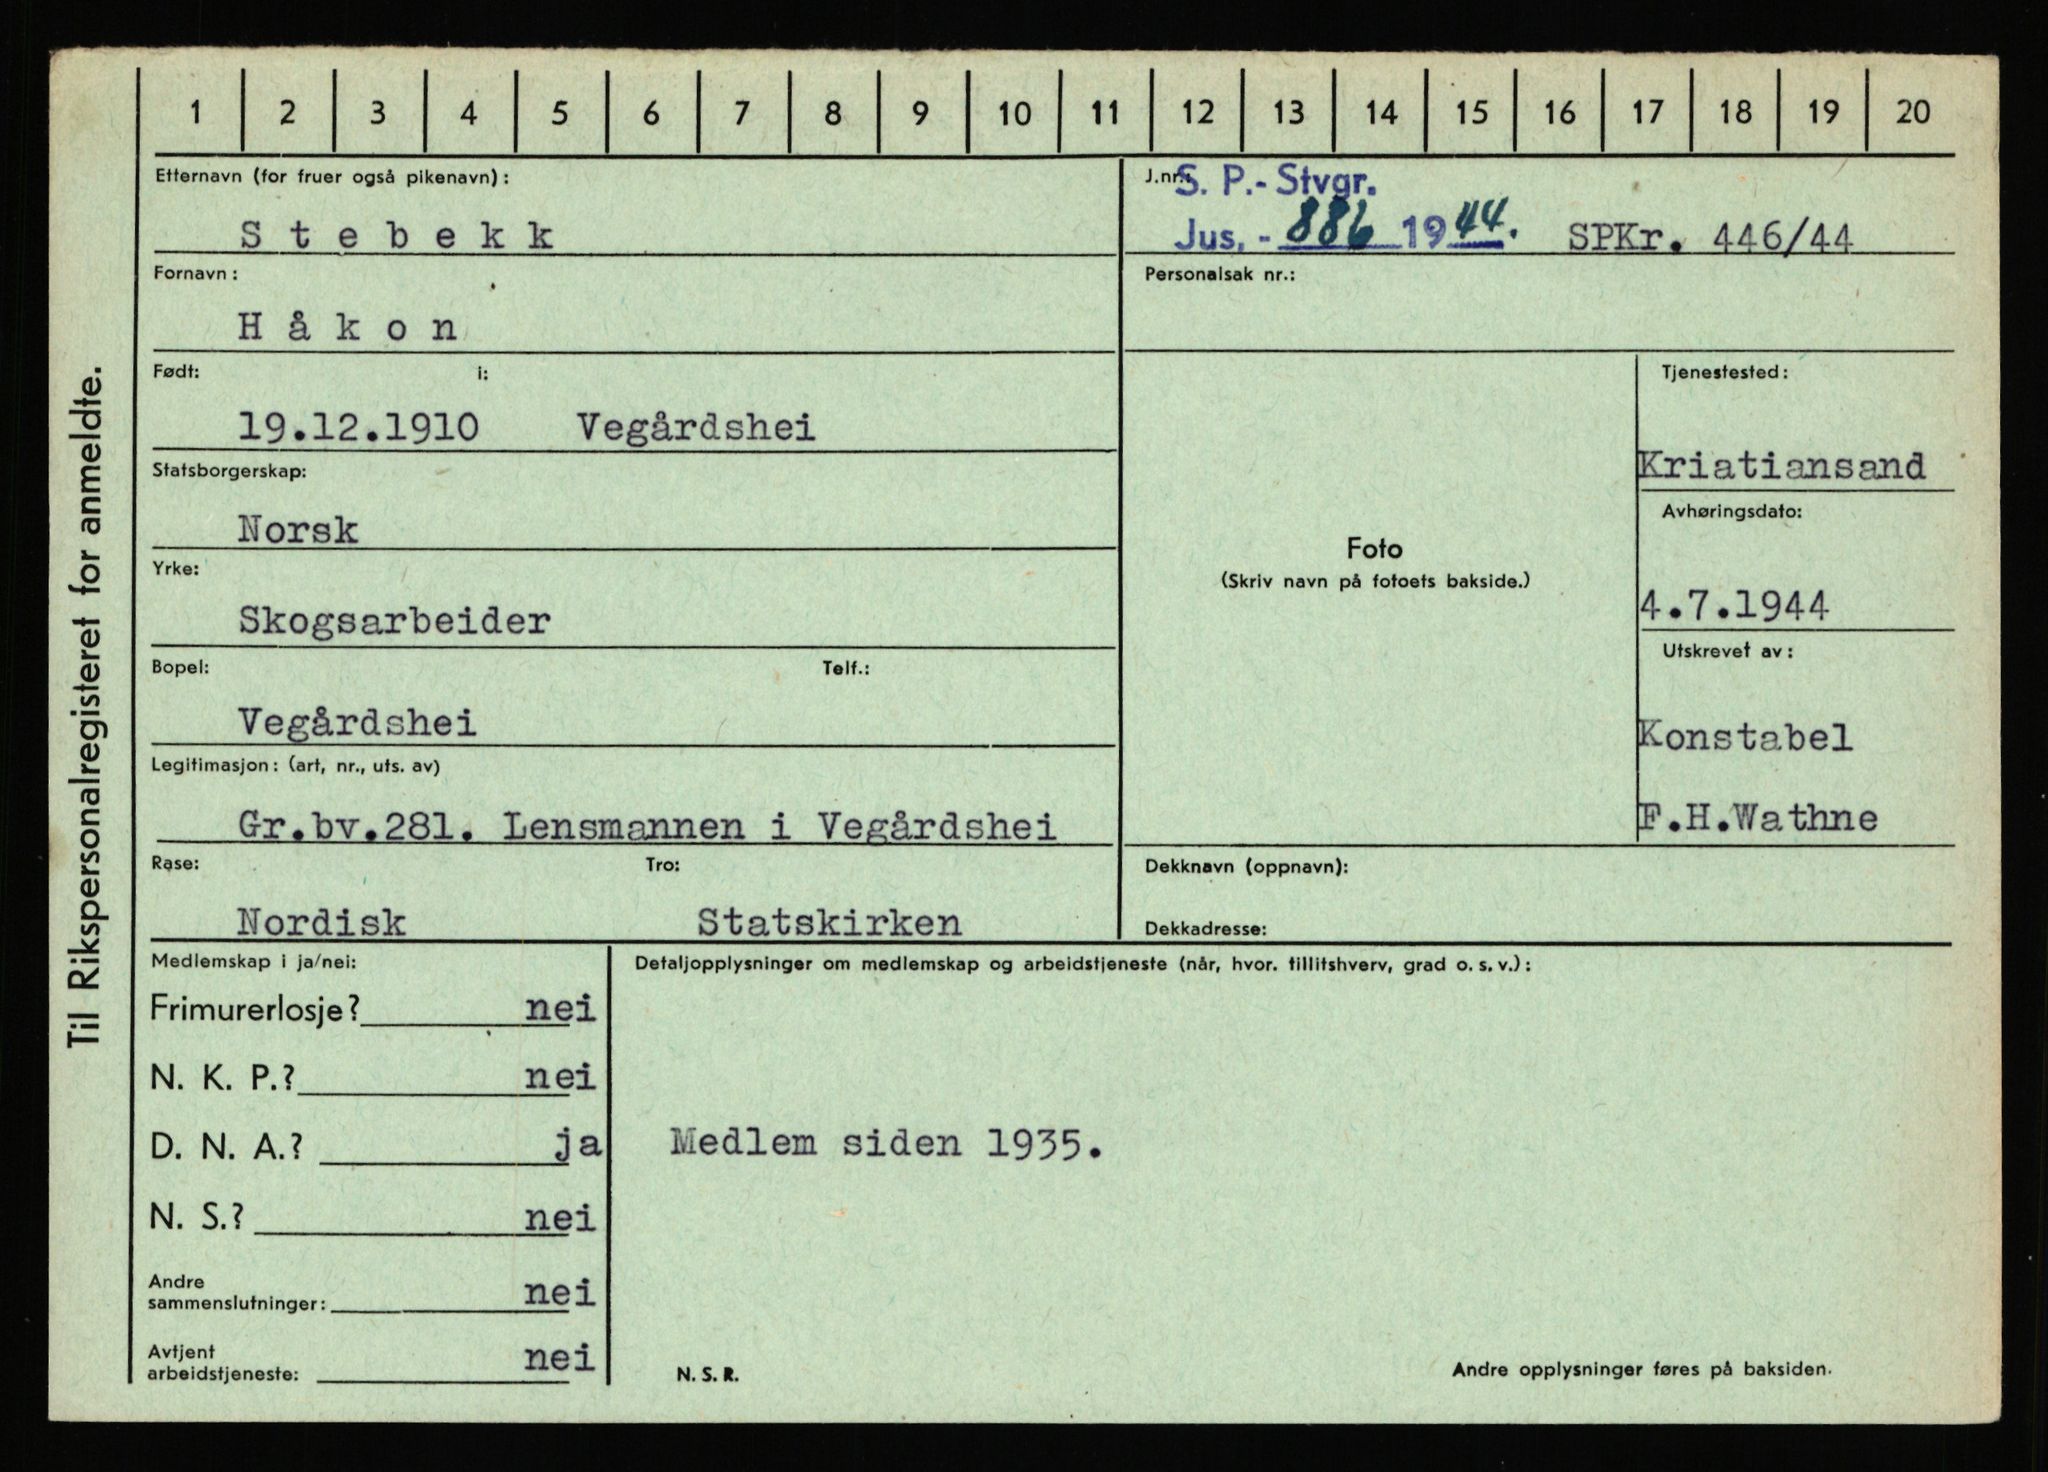 Til Rikspersonalregisteret for anmeldte.
1 2 3 4 5 6 7 8 9 10 11 12 13 14 15 16 17 18 19 20
Etternavn (for fruer også pikenavn):
Stebekk
Fornavn:
Håkon
Født: i:
19.12.1910 Vegårdshei
Statsborgerskap:
Norsk
Yrke:
Skogsarbeider
Bopel: Telf.:
Vegårdshei
Legitimasjon: (art, nr., uts. av)
Gr.bv.281. Lensmannen i Vegårdshei
Rase: Tro:
Nordisk Statskirken
J.nr.: S. P.- Stvgr.
Jus, - 886 1944. SPKr. 446/44
Personalsak nr.:
Foto
(Skriv navn på fotoets bakside.)
Tjenestested:
Kriatiansand
Avhøringsdato:
4.7.1944
Utskrevet av:
Konstabel
F.H.Wathne
Dekknavn (oppnavn):
Dekkadresse:
Medlemskap i ja/nei:
Frimurerlosje? nei
N. K. P.? nei
D. N. A.? ja
N. S.? nei
Andre
sammenslutninger: nei
Avtjent
arbeidstjeneste: nei
Detaljopplysninger om medlemskap og arbeidstjeneste (når, hvor. tillitshverv, grad o. s. v.):
Medlem siden 1935.
N. S. R.
Andre opplysninger føres på baksiden.